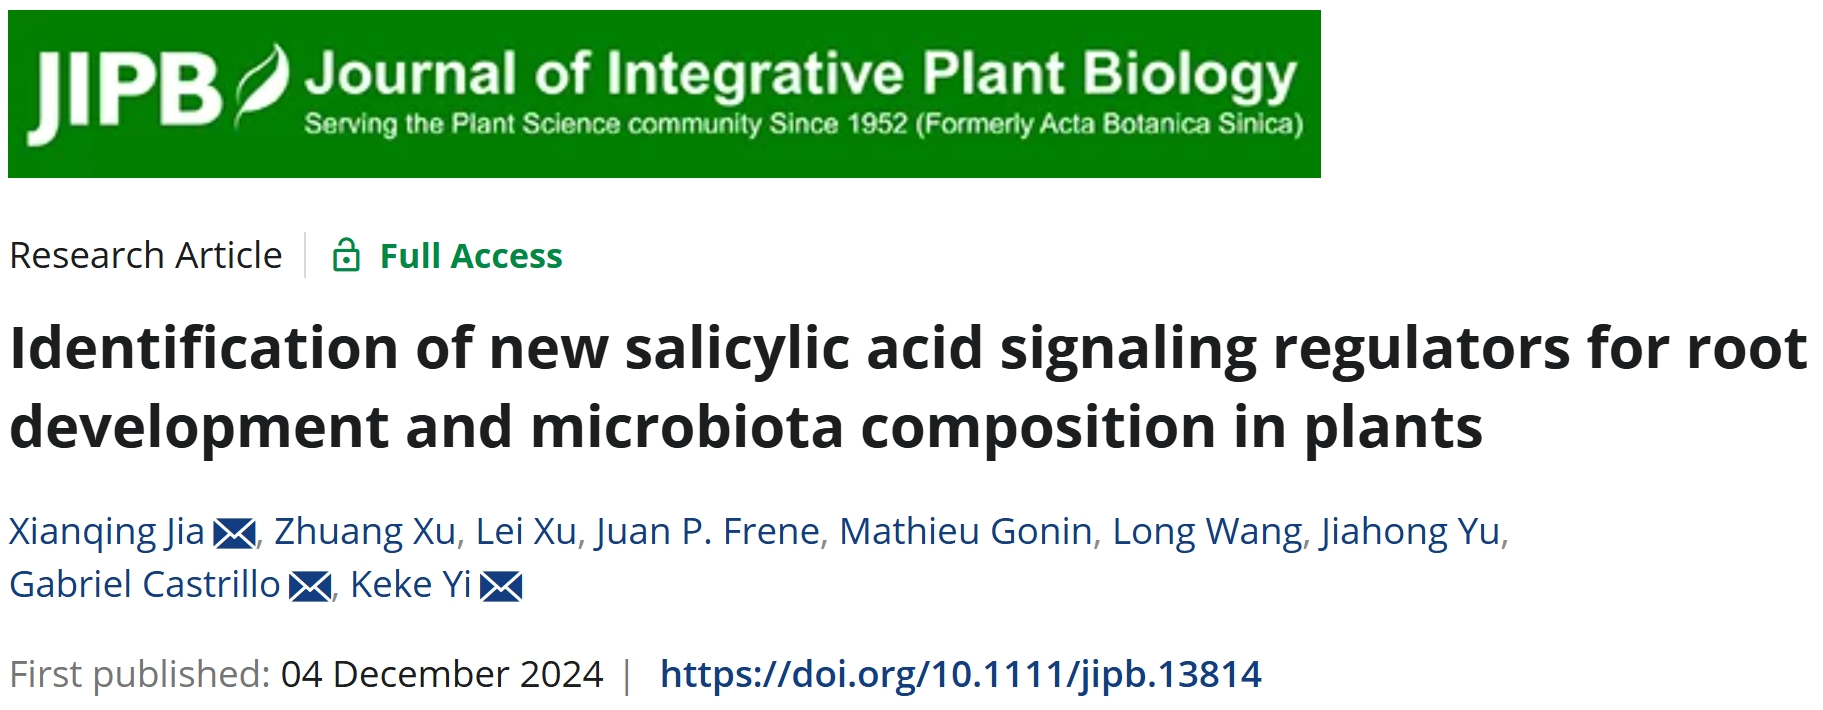 JIPB Journal of Integrative Plant Biology
Serving the Plant Science community Since 1952 (Formerly Acta Botanica Sinica)
Research Article | Full Access
Identification of new salicylic acid signaling regulators for root
development and microbiota composition in plants
Xianqing Jia, Zhuang Xu, Lei Xu, Juan P. Frene, Mathieu Gonin, Long Wang, Jiahong Yu,
Gabriel Castrillo, Keke Yi
First published: 04 December 2024 | https://doi.org/10.1111/jipb.13814